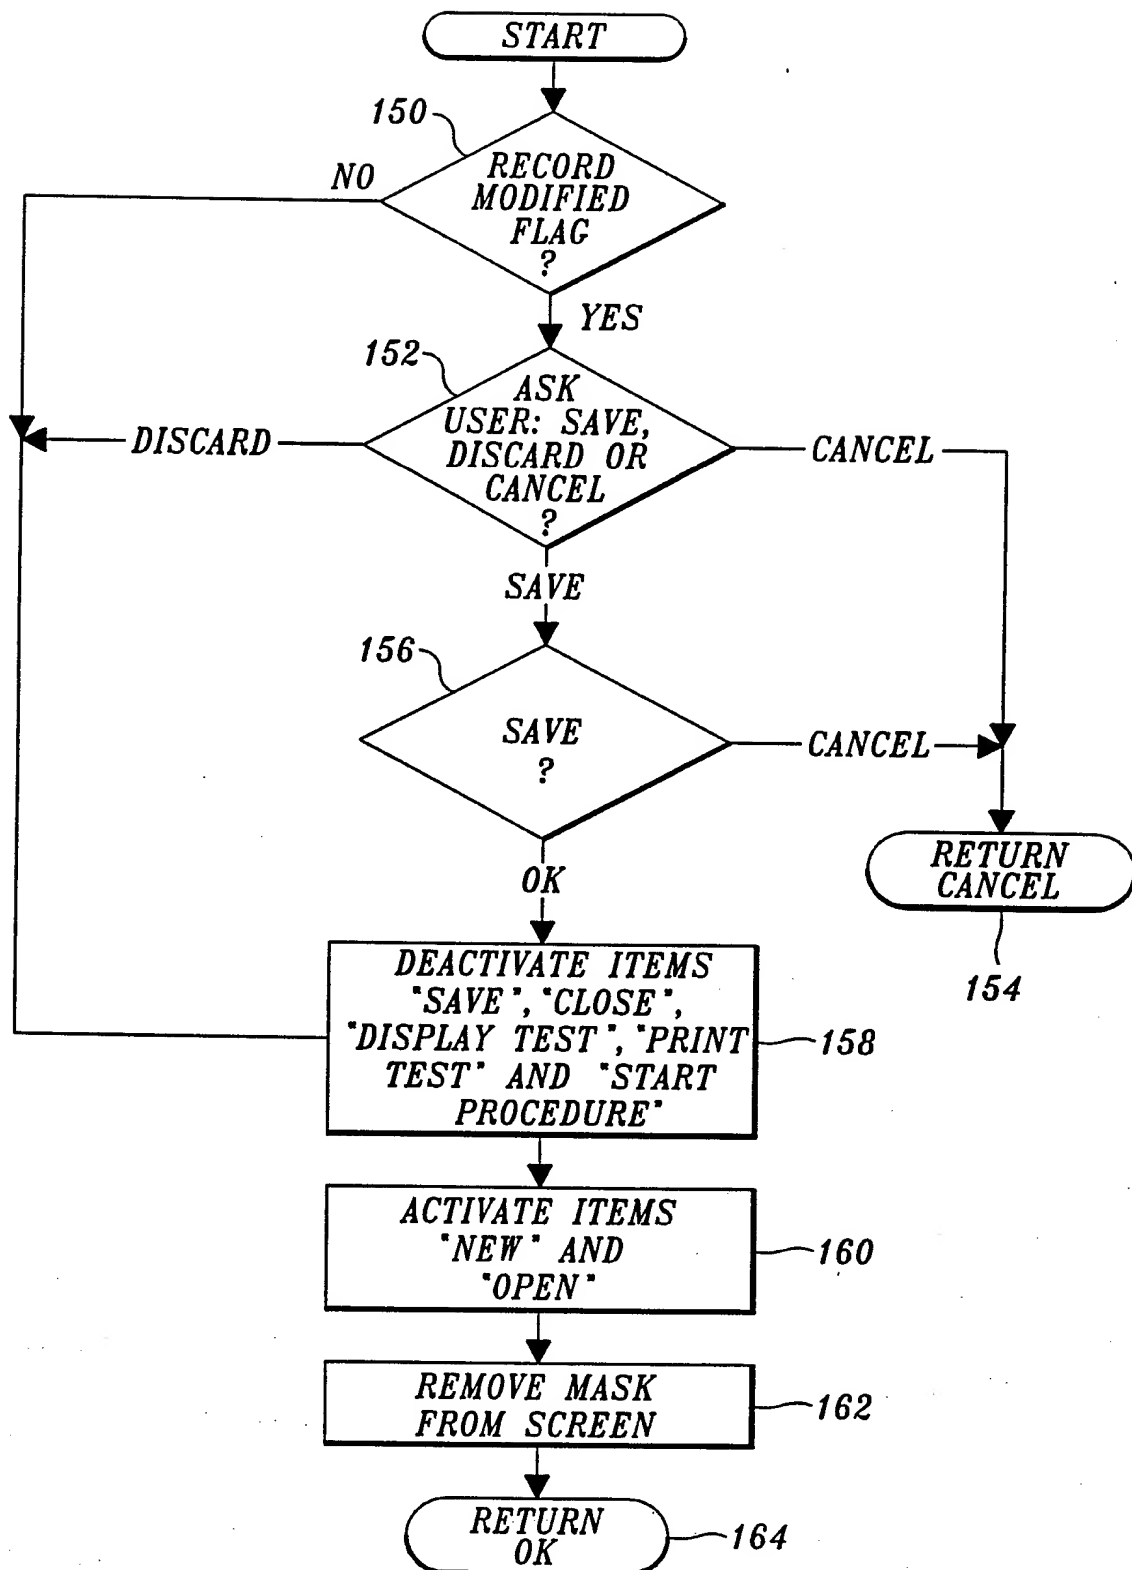 START
150
RECORD
MODIFIED
FLAG
?
NO
YES
152
ASK
USER: SAVE,
DISCARD OR
CANCEL
?
DISCARD
CANCEL
SAVE
156
SAVE
?
CANCEL
OK
RETURN
CANCEL
154
DEACTIVATE ITEMS
"SAVE", "CLOSE",
"DISPLAY TEST", "PRINT
TEST" AND "START
PROCEDURE"
158
ACTIVATE ITEMS
"NEW" AND
"OPEN"
160
REMOVE MASK
FROM SCREEN
162
RETURN
OK
164